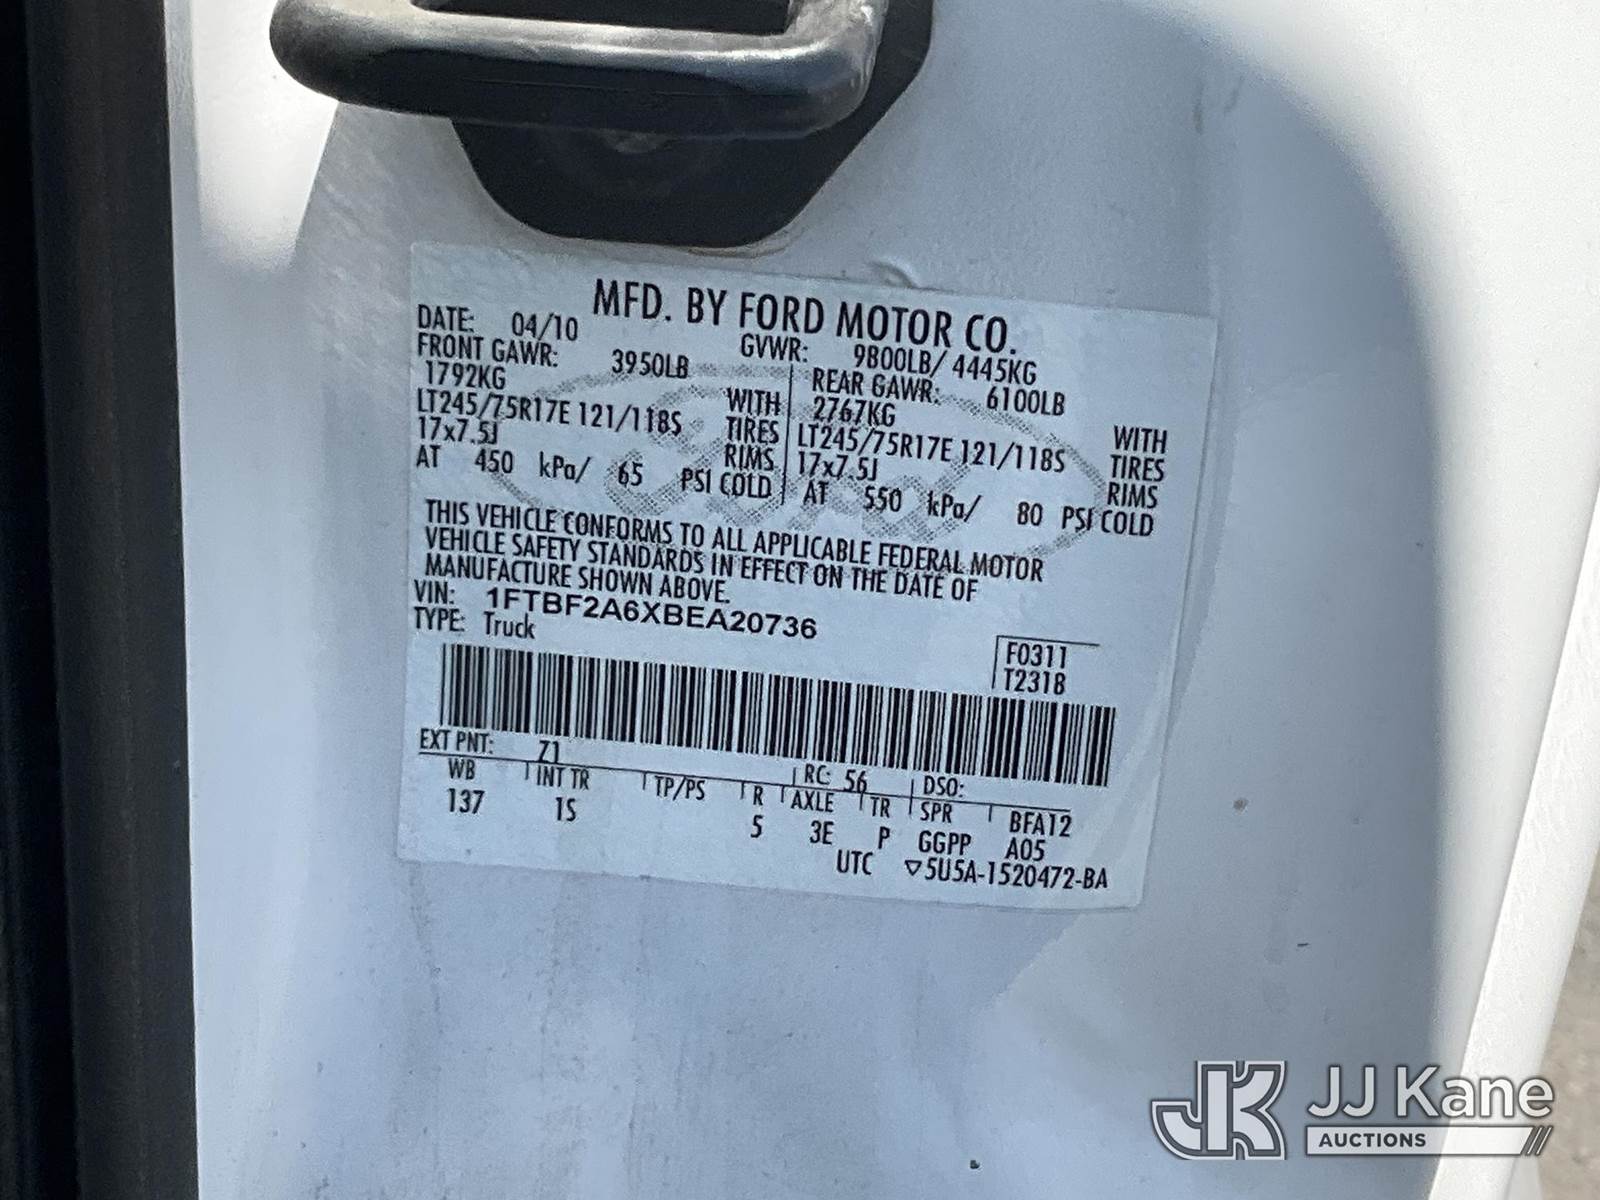 MFD. BY FORD MOTOR CO.
DATE: 04/10 GVWR: 9800LB/ 4445KG
FRONT GAWR: 3950LB REAR GAWR: 6100LB
1792KG WITH 2767KG WITH
LT245/75R17E 121/118S TIRES LT245/75R17E 121/118S TIRES
17x7.5J RIMS 17x7.5J RIMS
AT 450 kPa/ 65 PSI COLD AT 550 kPa/ 80 PSI COLD
THIS VEHICLE CONFORMS TO ALL APPLICABLE FEDERAL MOTOR
VEHICLE SAFETY STANDARDS IN EFFECT ON THE DATE OF
MANUFACTURE SHOWN ABOVE.
VIN: 1FTBF2A6XBEA20736
TYPE: Truck
F0311
T2318
EXT PNT: Z1 RC: 56 DSO:
WB INT TR TP/PS R AXLE TR SPR BFA12
137 1S 5 3E P GGPP A05
UTC ▽5U5A-1520472-BA
JK JJ Kane
AUCTIONS